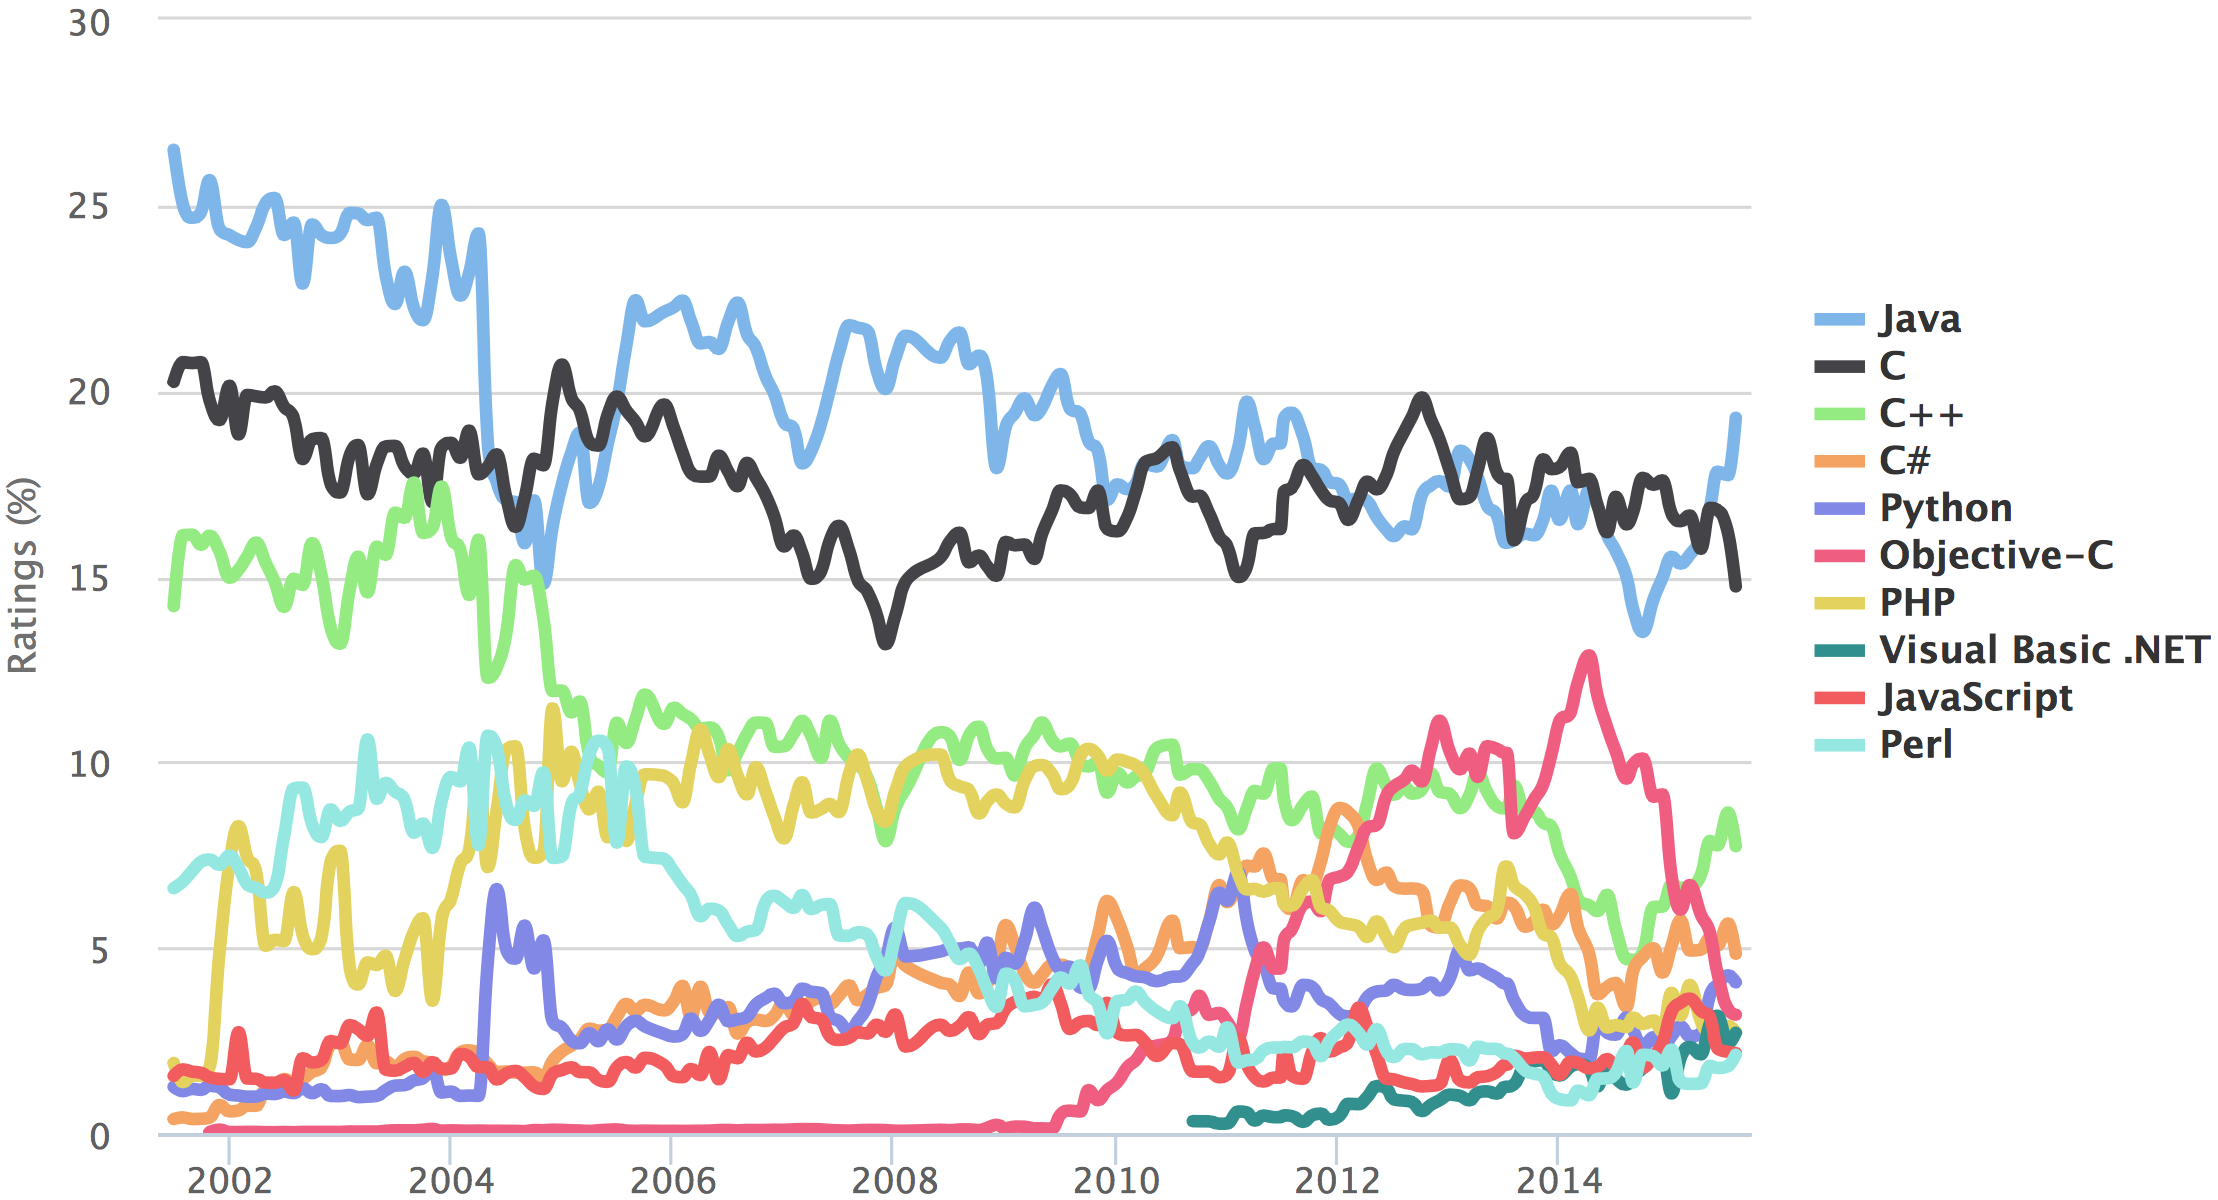 30
25
20
15
10
5
0
Ratings (%)
2002 2004 2006 2008 2010 2012 2014
Java
C
C++
C#
Python
Objective-C
PHP
Visual Basic .NET
JavaScript
Perl